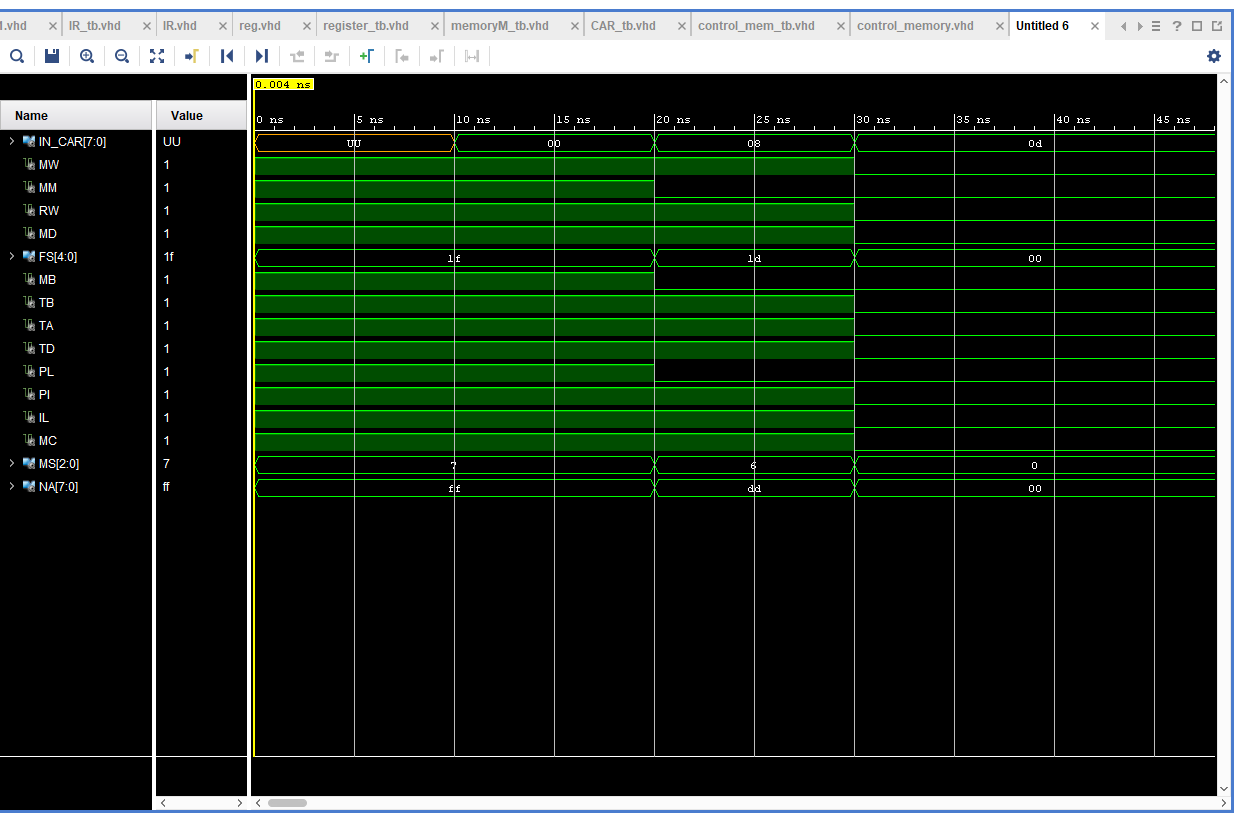 M.vhd IR_tb.vhd IR.vhd reg.vhd register_tb.vhd memoryM_tb.vhd CAR_tb.vhd control_mem_tb.vhd control_memory.vhd Untitled 6
0.004 ns
Name Value
0 ns 5 ns 10 ns 15 ns 20 ns 25 ns 30 ns 35 ns 40 ns 45 ns
IN_CAR[7:0] UU UU 00 08 0d
MW 1
MM 1
RW 1
MD 1
FS[4:0] 1f 1f 1d 00
MB 1
TB 1
TA 1
TD 1
PL 1
PI 1
IL 1
MC 1
MS[2:0] 7 7 6 0
NA[7:0] ff ff dd 00